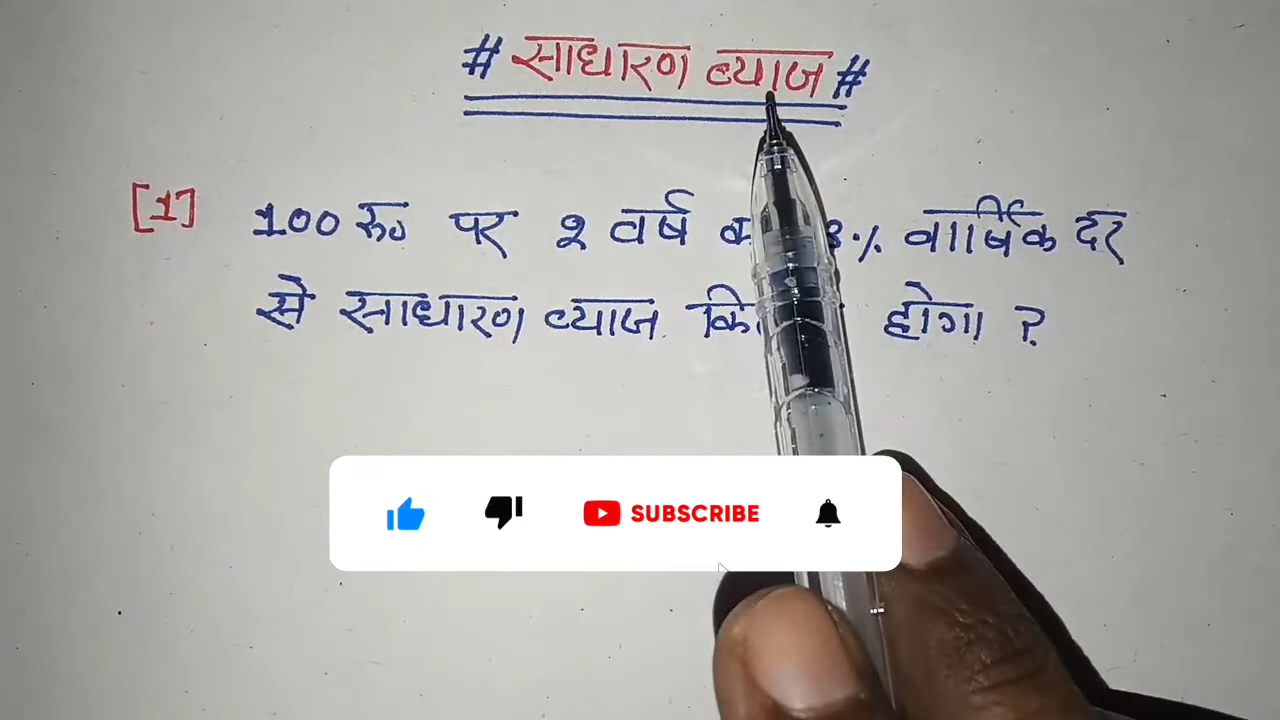 # साधारण ब्याज #
[1] 100 रु० पर 2 वर्ष % वार्षिक दर
से साधारण ब्याज होगा ?
SUBSCRIBE